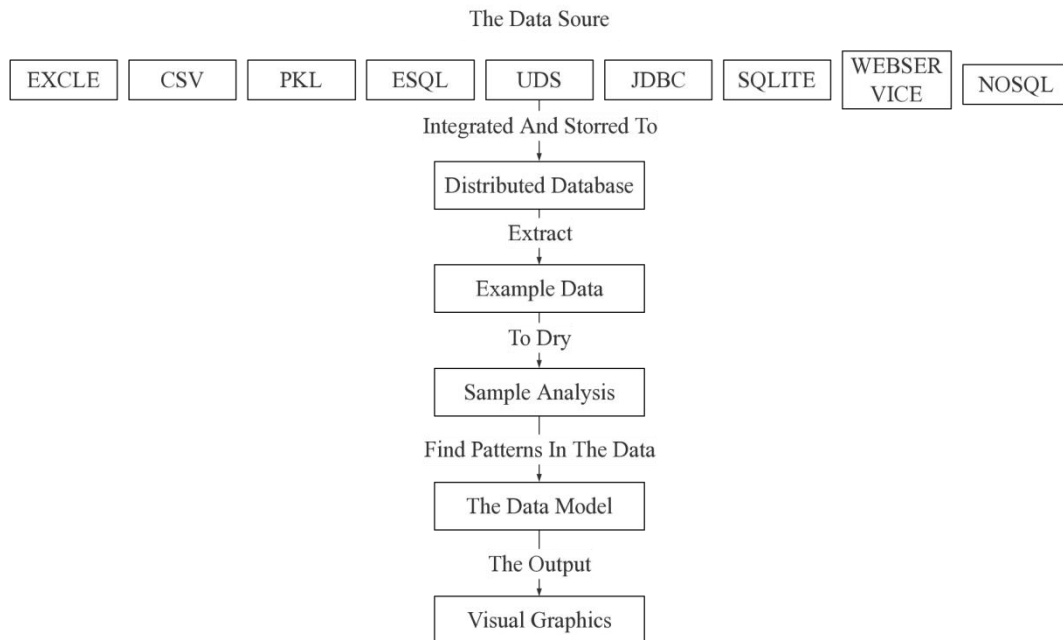 The Data Soure
EXCLE
CSV
PKL
ESQL
UDS
JDBC
SQLITE
WEBSER
VICE
NOSQL
Integrated And Storred To
Distributed Database
Extract
Example Data
To Dry
Sample Analysis
Find Patterns In The Data
The Data Model
The Output
Visual Graphics